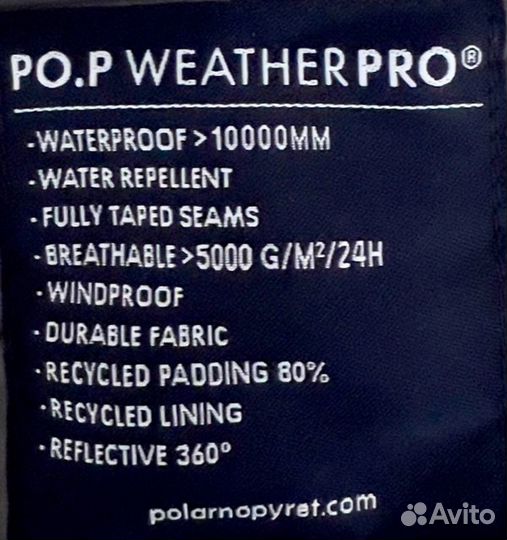 PO.P WEATHERPRO®
-WATERPROOF>10000MM
-WATER REPELLENT
-FULLY TAPED SEAMS
-BREATHABLE>5000 G/M²/24H
-WINDPROOF
-DURABLE FABRIC
-RECYCLED PADDING 80%
-RECYCLED LINING
-REFLECTIVE 360°
polarnopyret.com
Avito